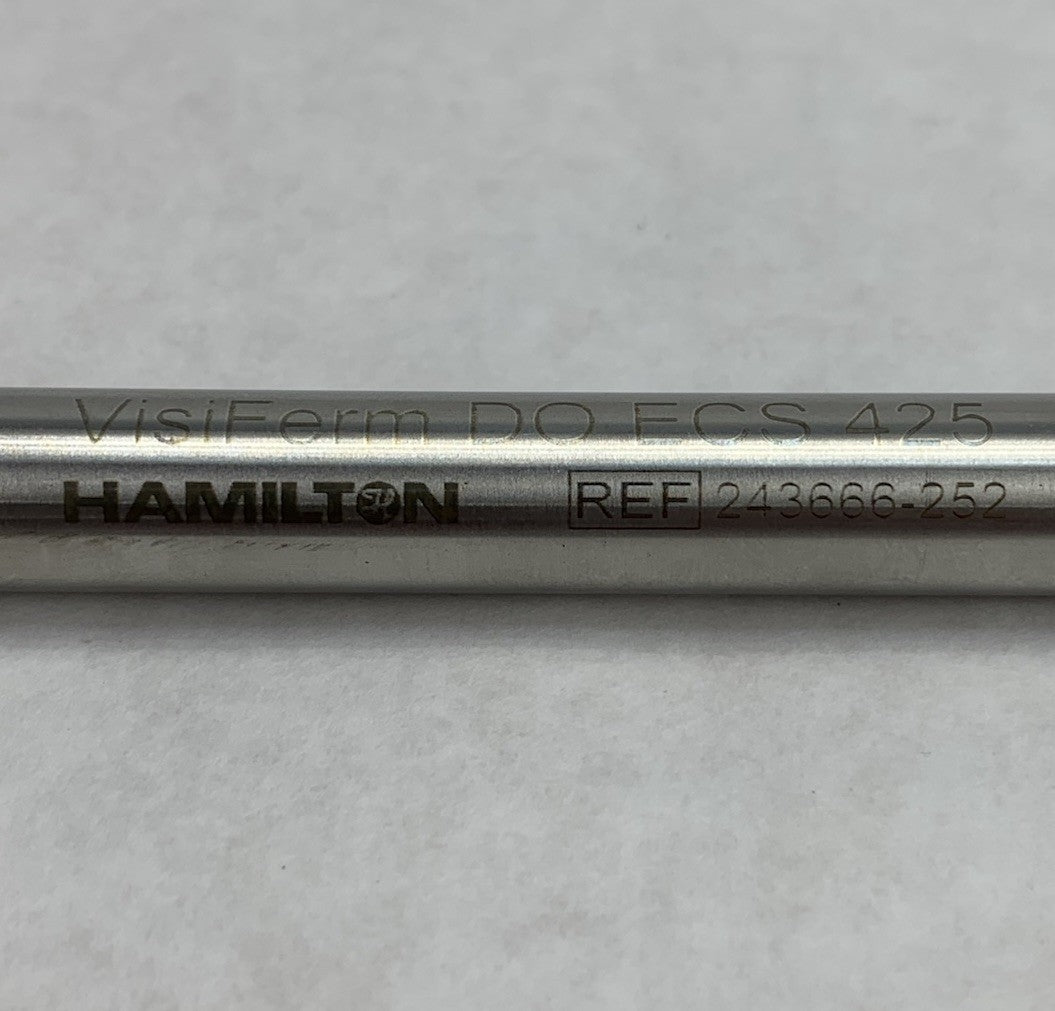 VisiFerm DO ECS 425
HAMILTON REF 243666-252